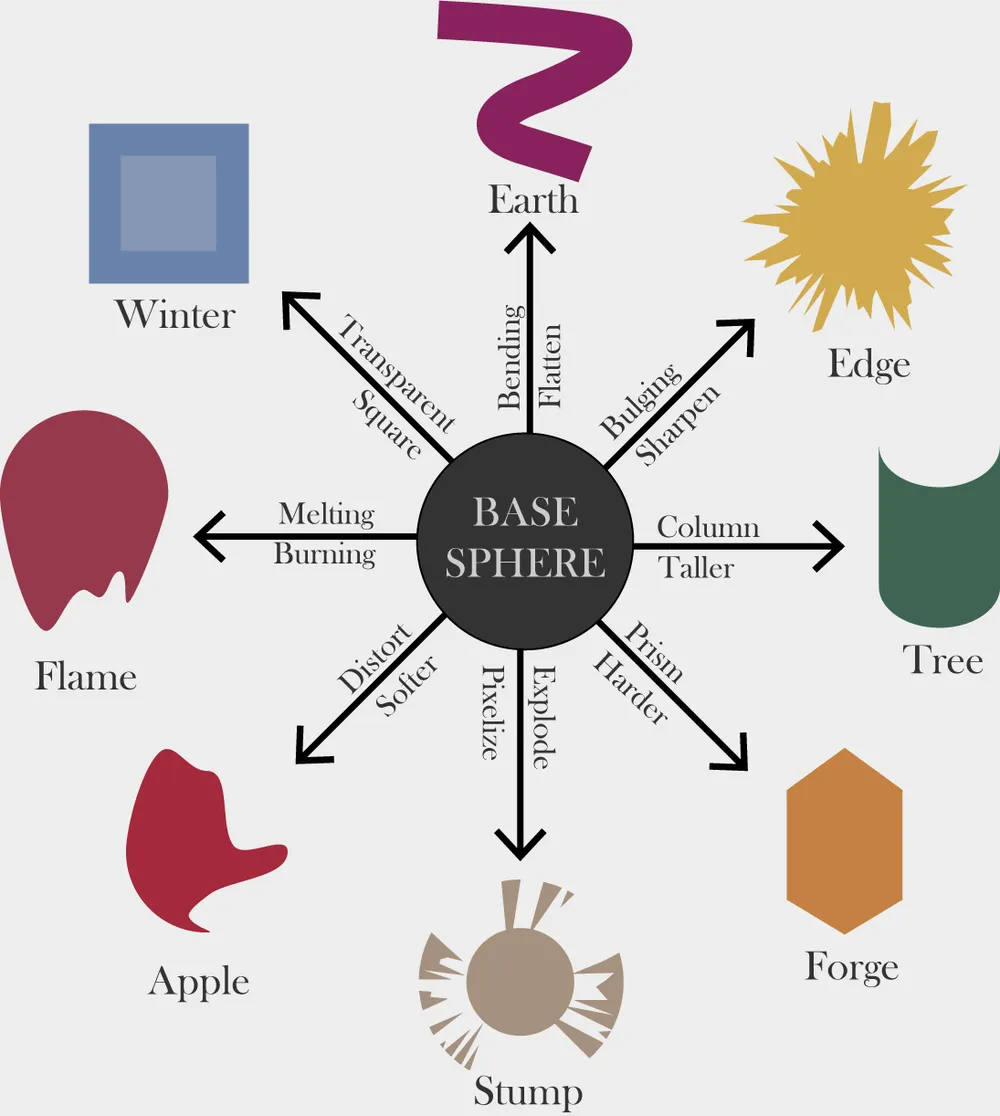 Earth
Winter
Edge
Bending
Flatten
Transparent
Square
Bulging
Sharpen
BASE
SPHERE
Melting
Burning
Column
Taller
Flame
Tree
Distort
Softer
Pixelize
Explode
Prism
Harder
Apple
Forge
Stump